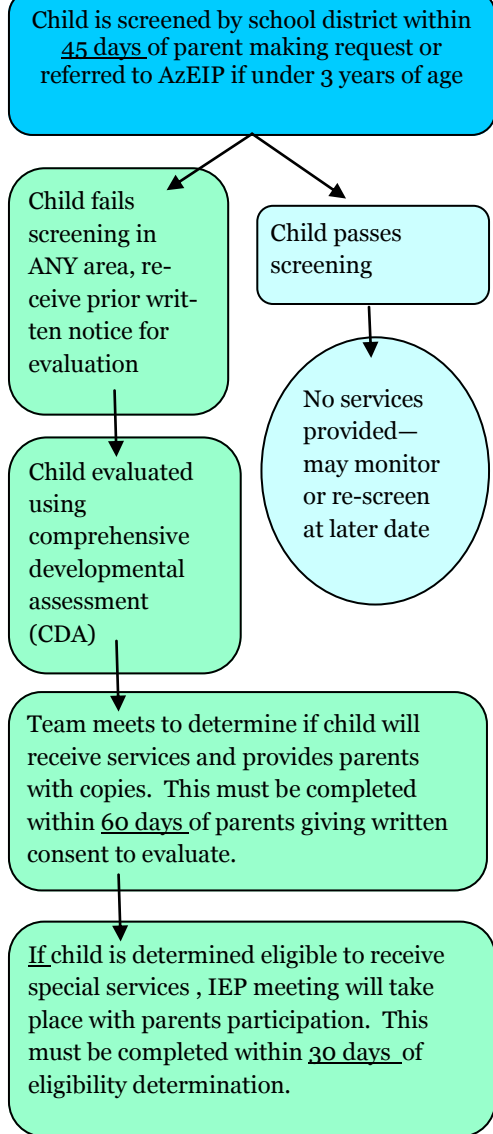 Child is screened by school district within
45 days of parent making request or
referred to AzEIP if under 3 years of age
Child fails
screening in
ANY area, re-
ceive prior writ-
ten notice for
evaluation
Child passes
screening
No services
provided—
may monitor
or re-screen
at later date
Child evaluated
using
comprehensive
developmental
assessment
(CDA)
Team meets to determine if child will
receive services and provides parents
with copies.  This must be completed
within 60 days of parents giving written
consent to evaluate.
If child is determined eligible to receive
special services , IEP meeting will take
place with parents participation.  This
must be completed within 30 days of
eligibility determination.